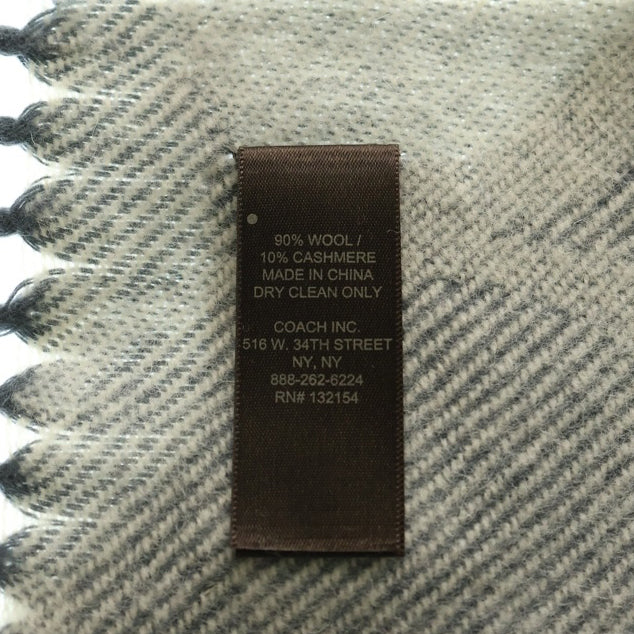 90% WOOL /
10% CASHMERE
MADE IN CHINA
DRY CLEAN ONLY
COACH INC.
516 W. 34TH STREET
NY, NY
888-262-6224
RN# 132154